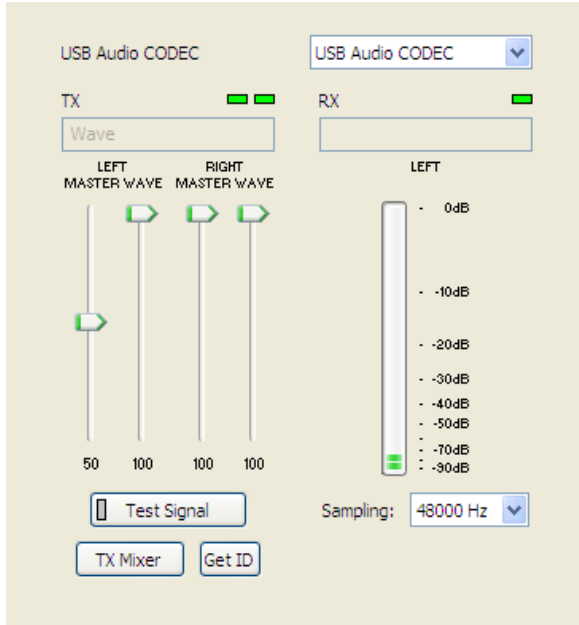 USB Audio CODEC USB Audio CODEC
TX RX
Wave
LEFT RIGHT LEFT
MASTER WAVE MASTER WAVE
- 0dB
- -10dB
- -20dB
- -30dB
- -40dB
- -50dB
- -70dB
- -90dB
50 100 100 100
Test Signal Sampling: 48000 Hz
TX Mixer Get ID